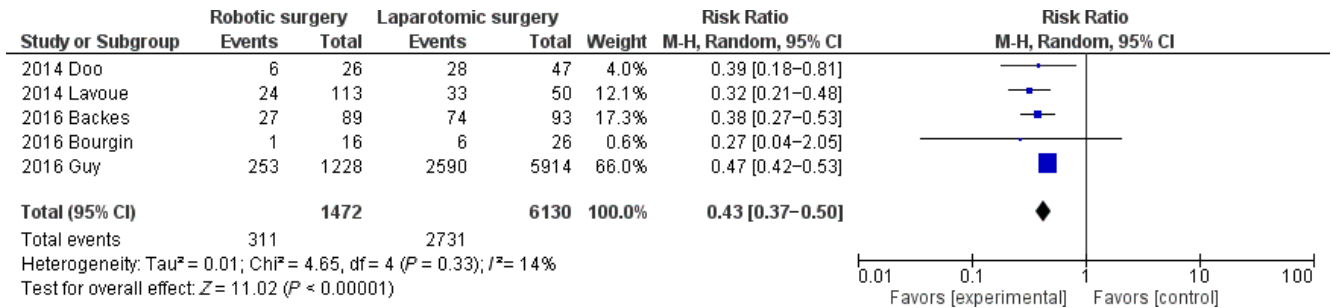 Robotic surgery Laparotomic surgery Risk Ratio Risk Ratio
Study or Subgroup Events Total Events Total Weight M-H, Random, 95% CI M-H, Random, 95% CI
2014 Doo 6 26 28 47 4.0% 0.39 [0.18−0.81]
2014 Lavoue 24 113 33 50 12.1% 0.32 [0.21−0.48]
2016 Backes 27 89 74 93 17.3% 0.38 [0.27−0.53]
2016 Bourgin 1 16 6 26 0.6% 0.27 [0.04−2.05]
2016 Guy 253 1228 2590 5914 66.0% 0.47 [0.42−0.53]
Total (95% CI) 1472 6130 100.0% 0.43 [0.37−0.50]
Total events 311 2731
Heterogeneity: Tau² = 0.01; Chi² = 4.65, df = 4 (P = 0.33); I² = 14%
Test for overall effect: Z = 11.02 (P < 0.00001)
0.01 0.1 1 10 100
Favors [experimental] Favors [control]